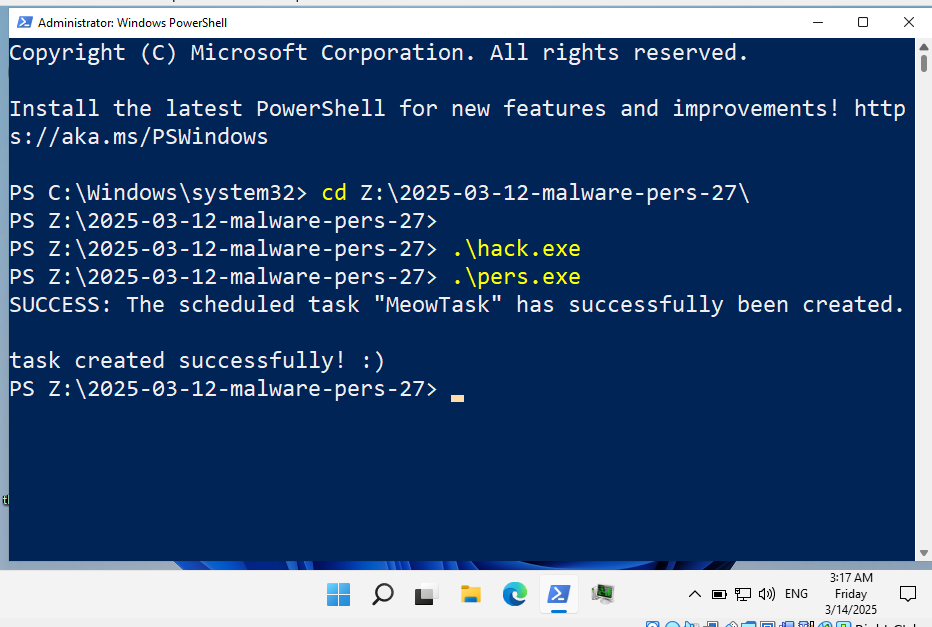 Administrator: Windows PowerShell
Copyright (C) Microsoft Corporation. All rights reserved.
Install the latest PowerShell for new features and improvements! http
s://aka.ms/PSWindows
PS C:\Windows\system32> cd Z:\2025-03-12-malware-pers-27\
PS Z:\2025-03-12-malware-pers-27>
PS Z:\2025-03-12-malware-pers-27> .\hack.exe
PS Z:\2025-03-12-malware-pers-27> .\pers.exe
SUCCESS: The scheduled task "MeowTask" has successfully been created.
task created successfully! :)
PS Z:\2025-03-12-malware-pers-27>
3:17 AM
ENG
Friday
3/14/2025